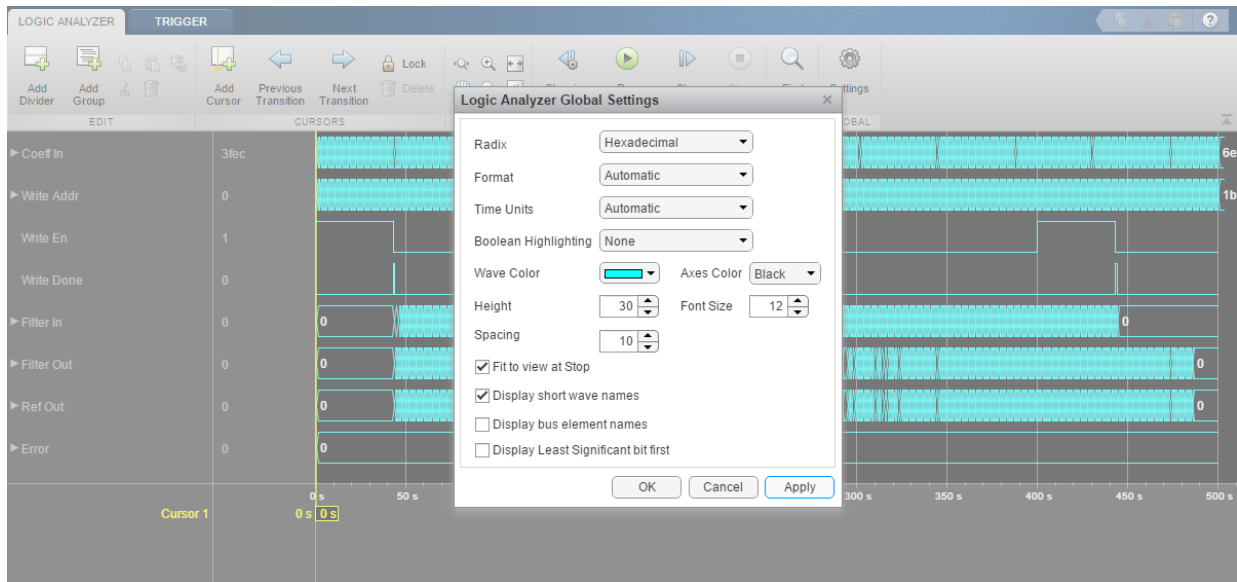 LOGIC ANALYZER TRIGGER ?
Add Divider
Add Group
Add Cursor
Previous Transition
Next Transition
Lock
Delete
EDIT CURSORS
Logic Analyzer Global Settings ×
Radix Hexadecimal
Format Automatic
Time Units Automatic
Boolean Highlighting None
Wave Color Axes Color Black
Height 30 Font Size 12
Spacing 10
Fit to view at Stop
Display short wave names
Display bus element names
Display Least Significant bit first
OK Cancel Apply
Coeff In 3fec 6e
Write Addr 0 1b
Write En 1
Write Done 0
Filter In 0 0 0
Filter Out 0 0 0
Ref Out 0 0 0
Error 0 0
0 s 50 s 300 s 350 s 400 s 450 s 500 s
Cursor 1 0 s 0 s